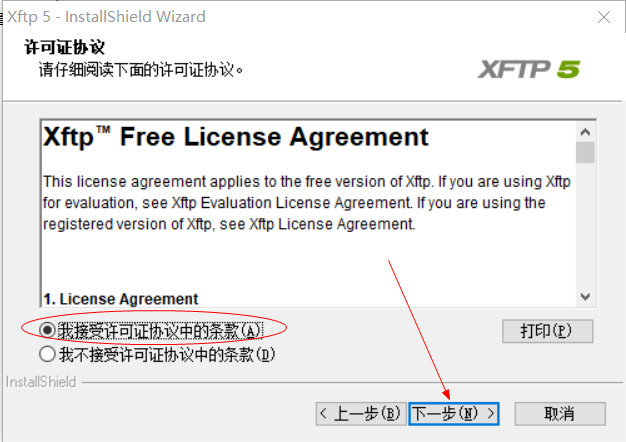 Xftp 5 - InstallShield Wizard
许可证协议
请仔细阅读下面的许可证协议。
XFTP 5
Xftp™ Free License Agreement
This license agreement applies to the free version of Xftp. If you are using Xftp
for evaluation, see Xftp Evaluation License Agreement. If you are using the
registered version of Xftp, see Xftp License Agreement.
1. License Agreement
我接受许可证协议中的条款(A)
打印(P)
我不接受许可证协议中的条款(D)
InstallShield
< 上一步(B) 下一步(N) > 取消